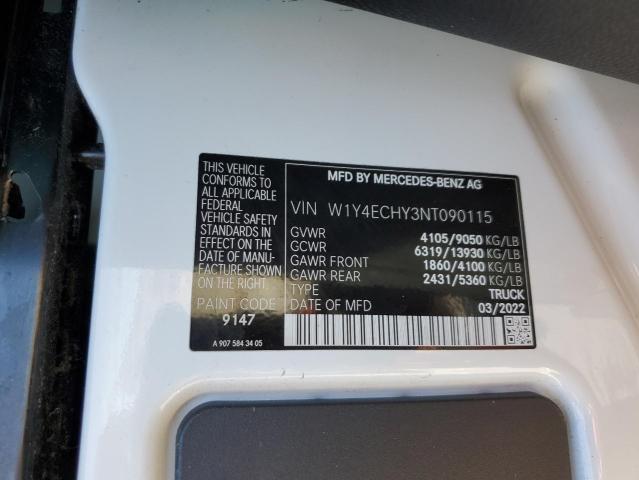 THIS VEHICLE
CONFORMS TO
ALL APPLICABLE
FEDERAL
VEHICLE SAFETY
STANDARDS IN
EFFECT ON THE
DATE OF MANU-
FACTURE SHOWN
ON THE RIGHT.
PAINT CODE
9147
A 907 584 34 05
MFD BY MERCEDES-BENZ AG
VIN W1Y4ECHY3NT090115
GVWR 4105/9050 KG/LB
GCWR 6319/13930 KG/LB
GAWR FRONT 1860/4100 KG/LB
GAWR REAR 2431/5360 KG/LB
TYPE TRUCK
DATE OF MFD 03/2022